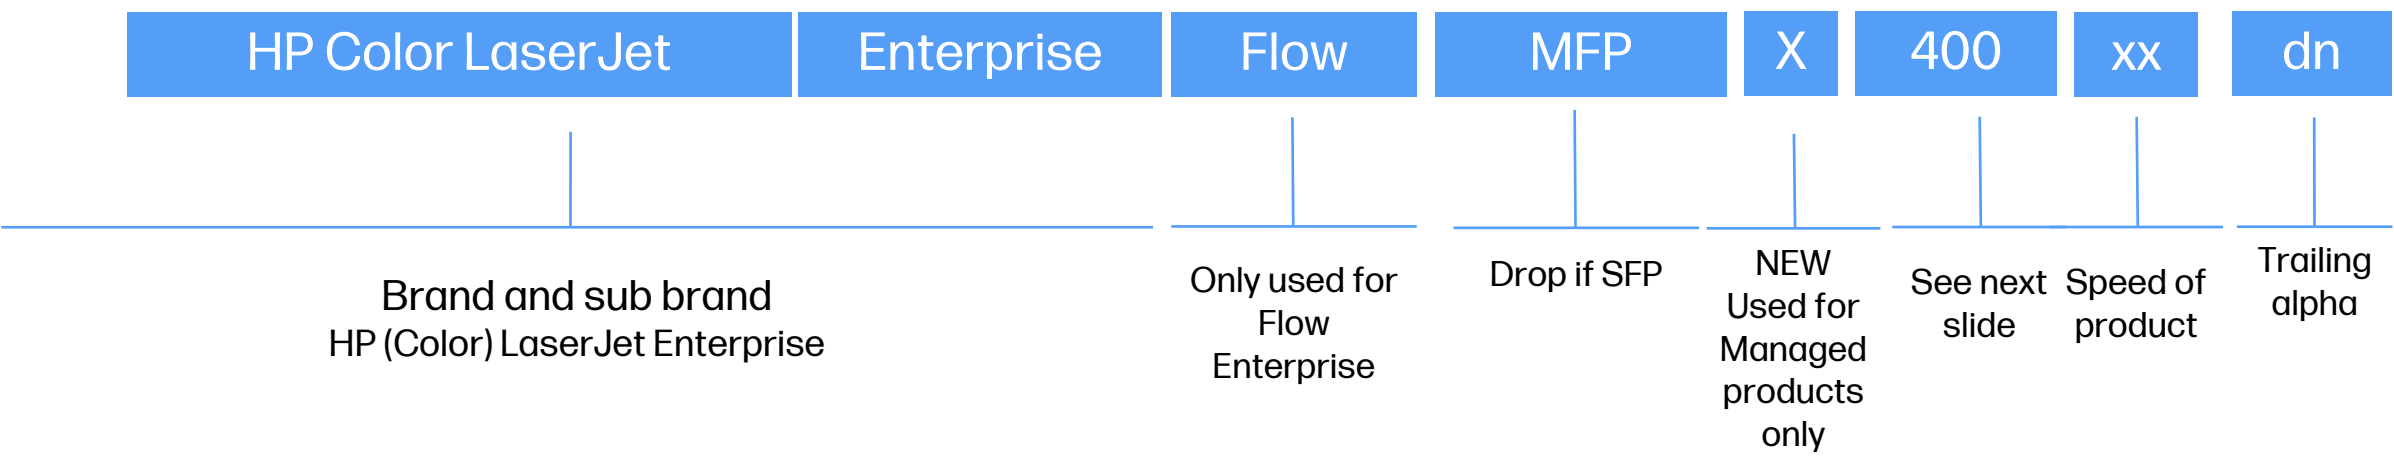 HP Color LaserJet Enterprise Flow MFP X 400 xx dn
Brand and sub brand
HP (Color) LaserJet Enterprise
Only used for
Flow
Enterprise
Drop if SFP
NEW
Used for
Managed
products
only
See next
slide
Speed of
product
Trailing
alpha